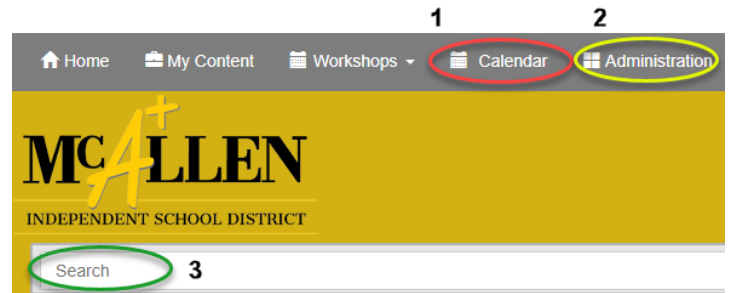 1 2
Home My Content Workshops Calendar Administration
McALLEN
INDEPENDENT SCHOOL DISTRICT
Search 3